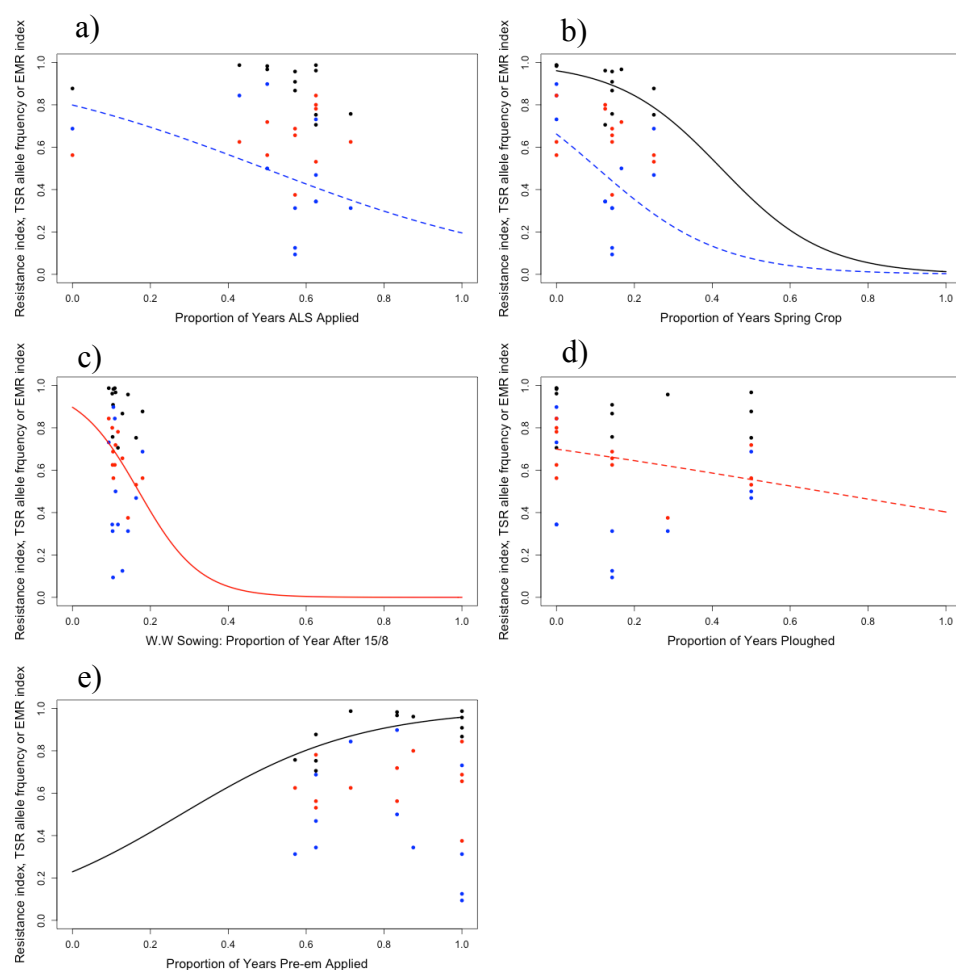 a)
Resistance index, TSR allele frquency or EMR index
0.0 0.2 0.4 0.6 0.8 1.0
0.0 0.2 0.4 0.6 0.8 1.0
Proportion of Years ALS Applied
b)
Resistance index, TSR allele frquency or EMR index
0.0 0.2 0.4 0.6 0.8 1.0
0.0 0.2 0.4 0.6 0.8 1.0
Proportion of Years Spring Crop
c)
Resistance index, TSR allele frquency or EMR index
0.0 0.2 0.4 0.6 0.8 1.0
0.0 0.2 0.4 0.6 0.8 1.0
W.W Sowing: Proportion of Year After 15/8
d)
Resistance index, TSR allele frquency or EMR index
0.0 0.2 0.4 0.6 0.8 1.0
0.0 0.2 0.4 0.6 0.8 1.0
Proportion of Years Ploughed
e)
Resistance index, TSR allele frquency or EMR index
0.0 0.2 0.4 0.6 0.8 1.0
0.0 0.2 0.4 0.6 0.8 1.0
Proportion of Years Pre-em Applied